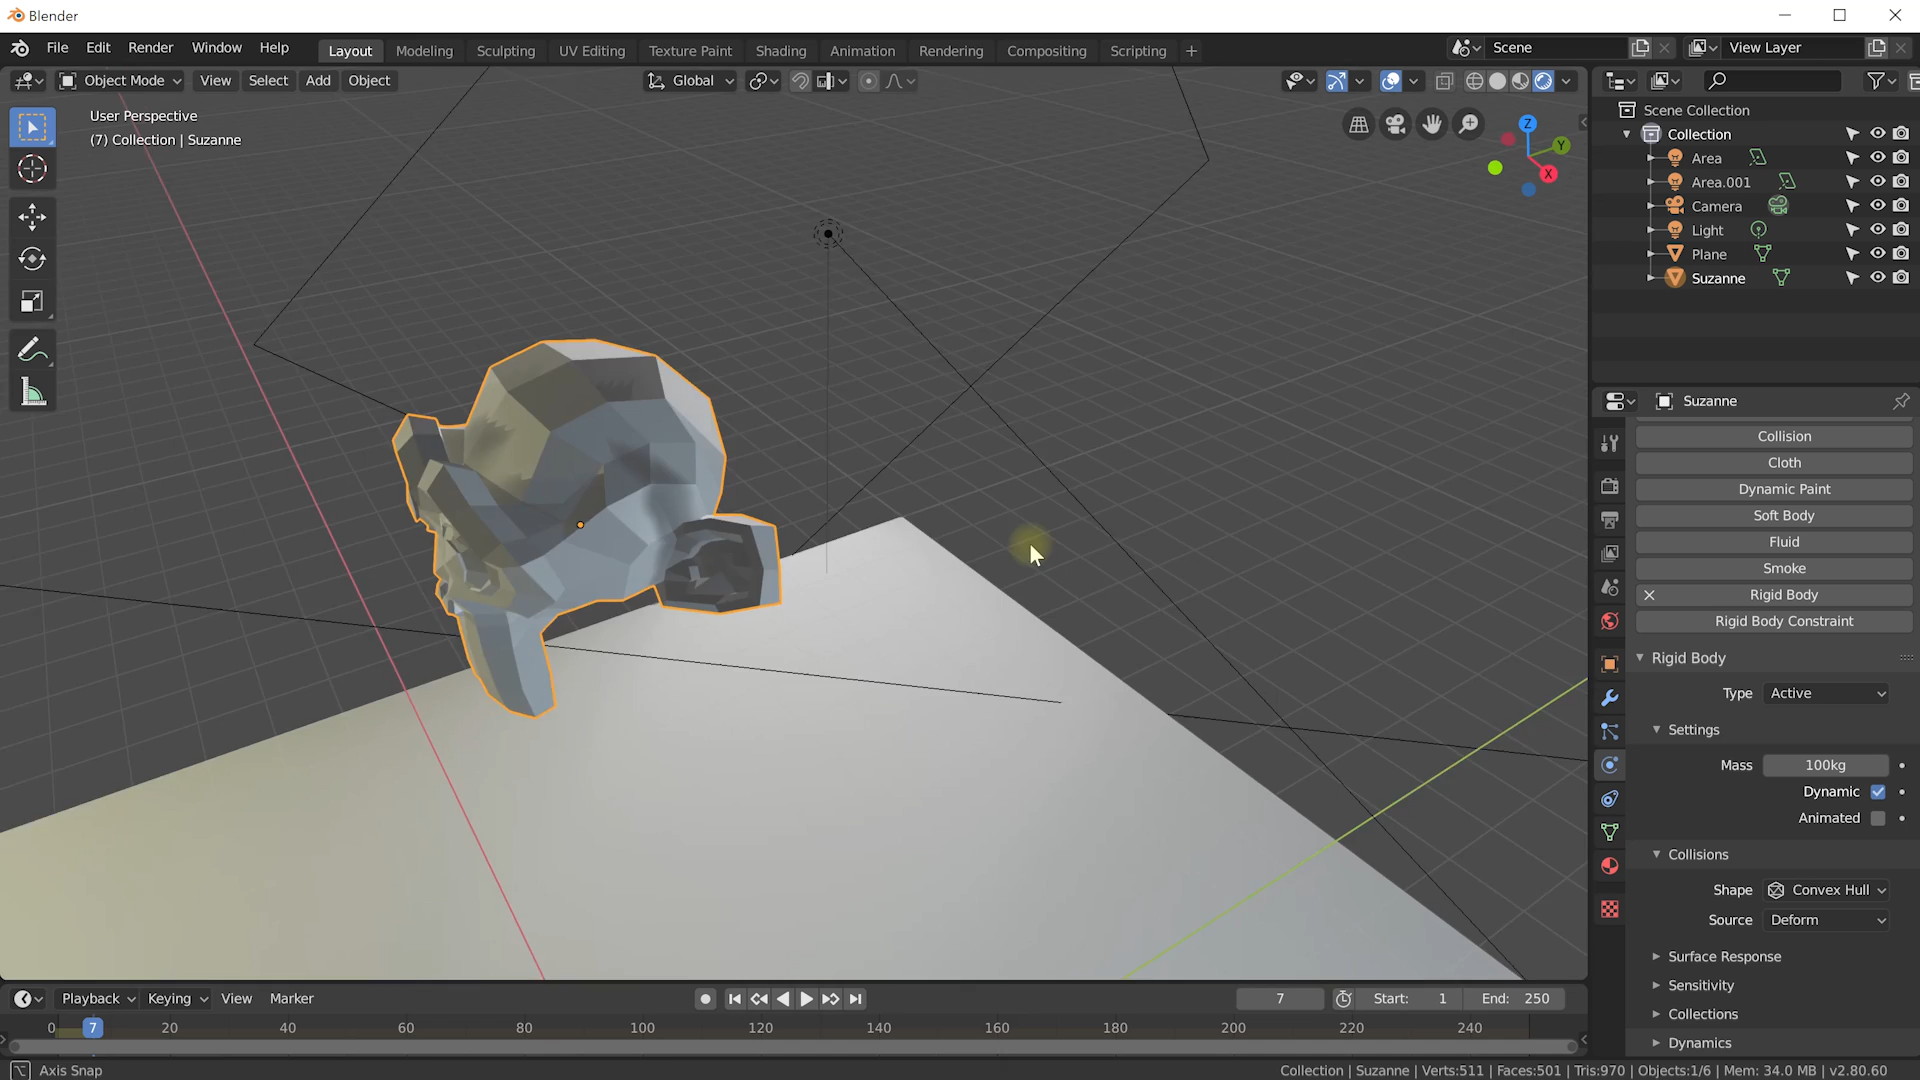 Blender
File Edit Render Window Help Layout Modeling Sculpting UV Editing Texture Paint Shading Animation Rendering Compositing Scripting + Scene View Layer
Object Mode View Select Add Object Global
User Perspective
(7) Collection | Suzanne
Z
Y
X
Scene Collection
Collection
Area
Area.001
Camera
Light
Plane
Suzanne
Suzanne
Collision
Cloth
Dynamic Paint
Soft Body
Fluid
Smoke
Rigid Body
Rigid Body Constraint
Rigid Body
Type Active
Settings
Mass 100kg
Dynamic
Animated
Collisions
Shape Convex Hull
Source Deform
Surface Response
Sensitivity
Collections
Dynamics
Playback Keying View Marker 7 Start: 1 End: 250
0 7 20 40 60 80 100 120 140 160 180 200 220 240
Axis Snap
Collection | Suzanne | Verts:511 | Faces:501 | Tris:970 | Objects:1/6 | Mem: 34.0 MB | v2.80.60